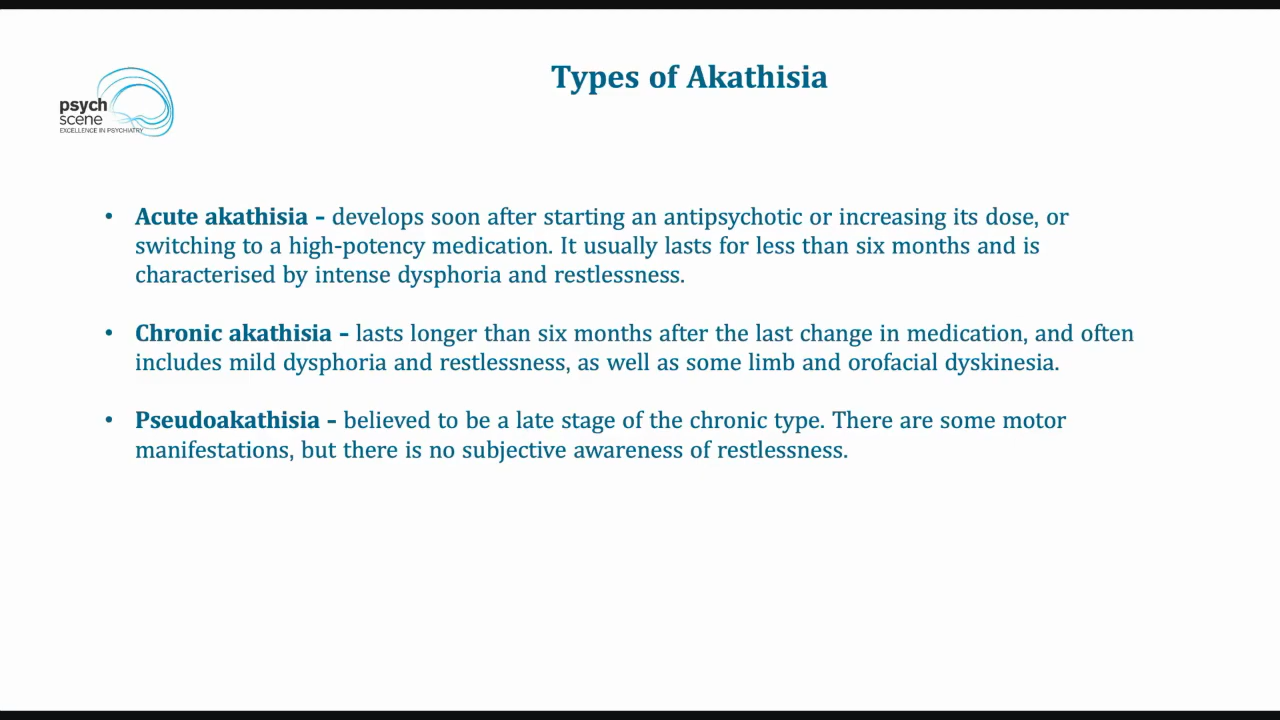 Types of Akathisia
psych
scene
EXCELLENCE IN PSYCHIATRY
• Acute akathisia – develops soon after starting an antipsychotic or increasing its dose, or
switching to a high-potency medication. It usually lasts for less than six months and is
characterised by intense dysphoria and restlessness.
• Chronic akathisia – lasts longer than six months after the last change in medication, and often
includes mild dysphoria and restlessness, as well as some limb and orofacial dyskinesia.
• Pseudoakathisia – believed to be a late stage of the chronic type. There are some motor
manifestations, but there is no subjective awareness of restlessness.